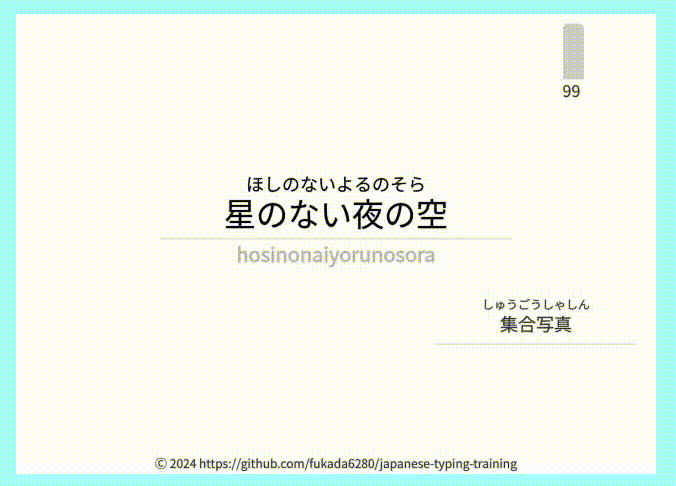 99
ほしのないよるのそら
星のない夜の空
hosinonaiyorunosora
しゅうごうしゃしん
集合写真
© 2024 https://github.com/fukada6280/japanese-typing-training